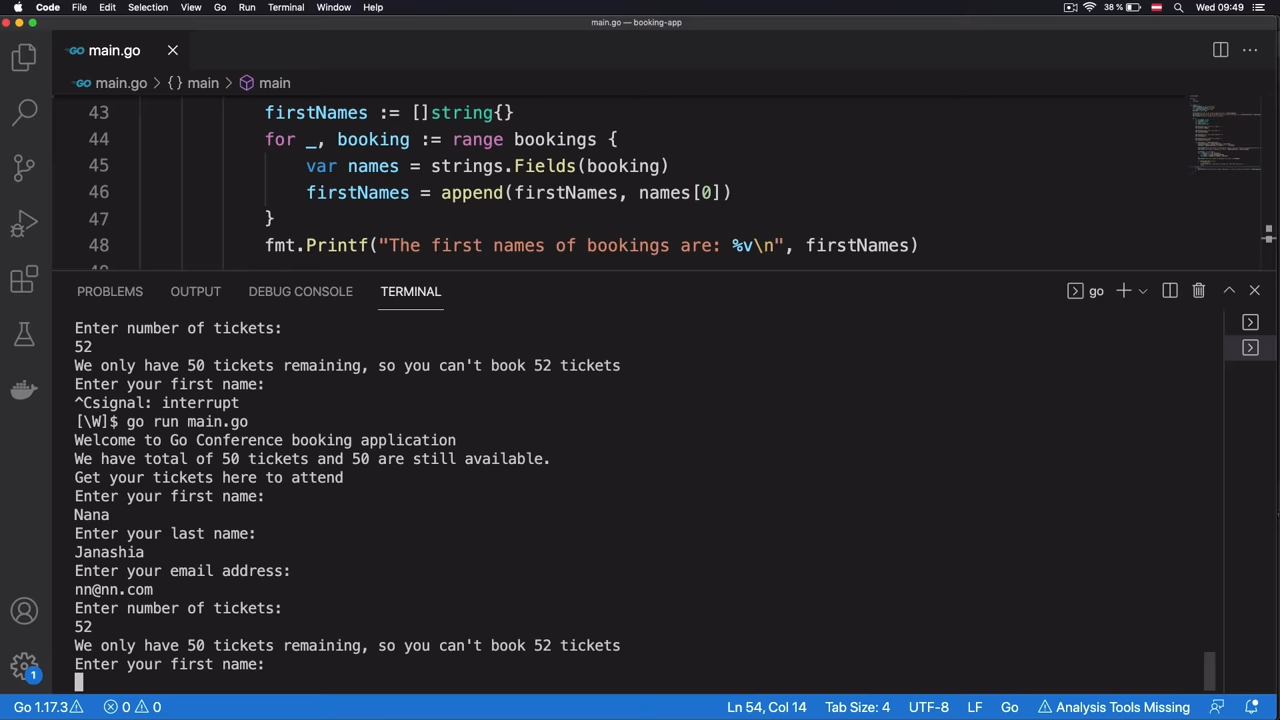 Code File Edit Selection View Go Run Terminal Window Help 38 % Wed 09:49
main.go — booking-app
main.go
main.go > {} main > main
43 firstNames := []string{}
44 for _, booking := range bookings {
45 var names = strings.Fields(booking)
46 firstNames = append(firstNames, names[0])
47 }
48 fmt.Printf("The first names of bookings are: %v\n", firstNames)
PROBLEMS OUTPUT DEBUG CONSOLE TERMINAL go
Enter number of tickets:
52
We only have 50 tickets remaining, so you can't book 52 tickets
Enter your first name:
^Csignal: interrupt
[\W]$ go run main.go
Welcome to Go Conference booking application
We have total of 50 tickets and 50 are still available.
Get your tickets here to attend
Enter your first name:
Nana
Enter your last name:
Janashia
Enter your email address:
nn@nn.com
Enter number of tickets:
52
We only have 50 tickets remaining, so you can't book 52 tickets
Enter your first name:
1
Go 1.17.3 0 0 Ln 54, Col 14 Tab Size: 4 UTF-8 LF Go Analysis Tools Missing